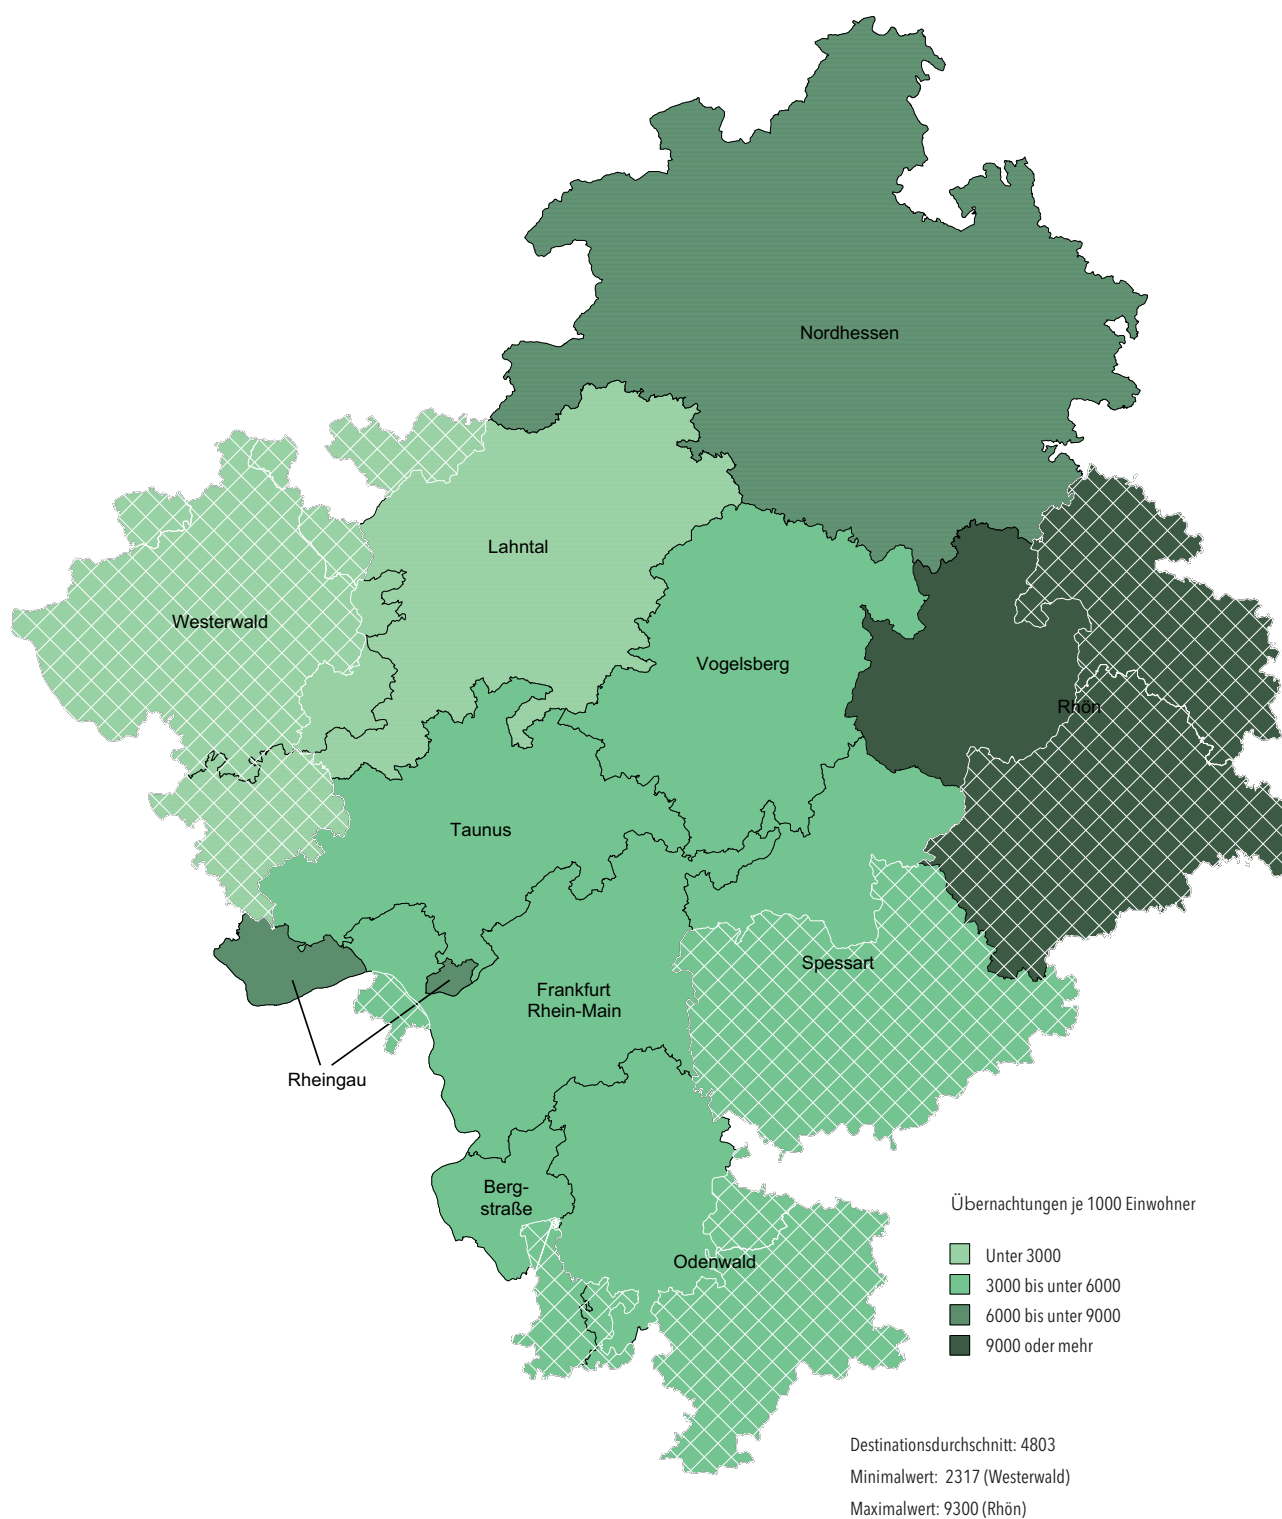 Nordhessen
Lahntal
Westerwald
Vogelsberg
Rhön
Taunus
Spessart
Frankfurt
Rhein-Main
Rheingau
Berg-
straße
Odenwald
Übernachtungen je 1000 Einwohner
Unter 3000
3000 bis unter 6000
6000 bis unter 9000
9000 oder mehr
Destinationsdurchschnitt: 4803
Minimalwert: 2317 (Westerwald)
Maximalwert: 9300 (Rhön)